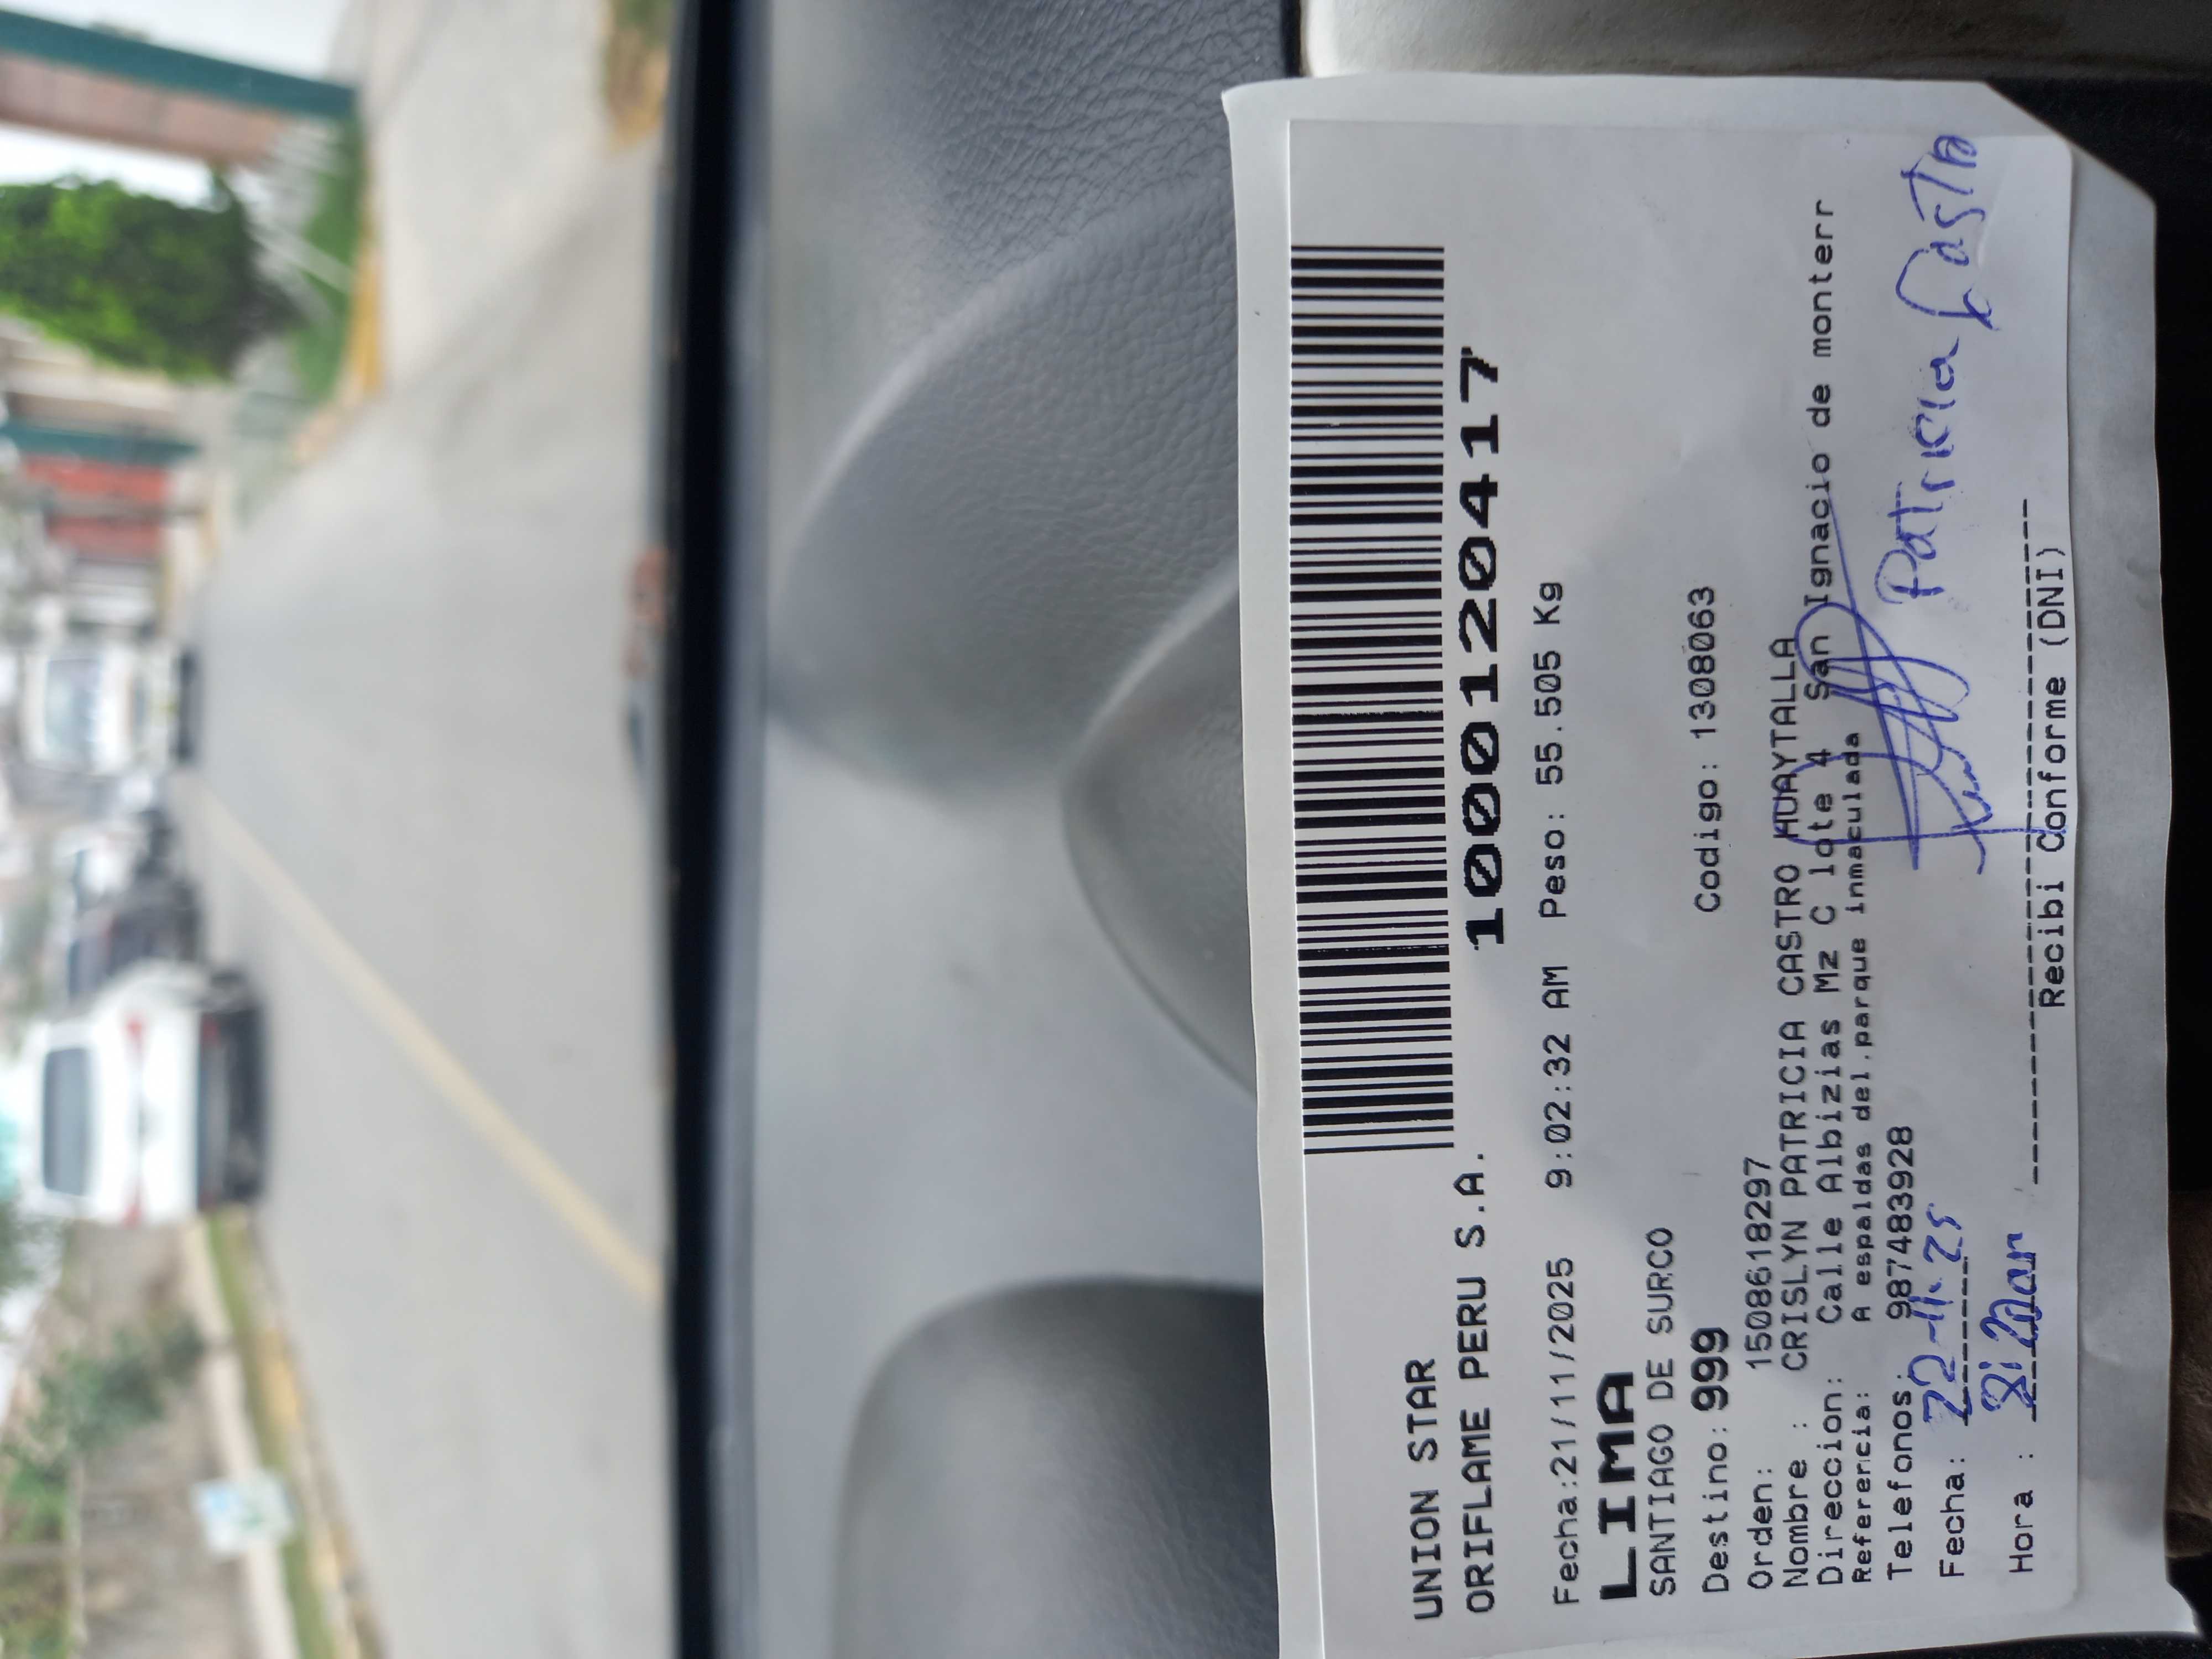 UNION STAR
ORIFLAME PERU S.A.
10001120417
Fecha:21/11/2025 9:02:32 AM Peso: 55.505 Kg
LIMA
SANTIAGO DE SURCO
Destino: 999 Codigo: 1308063
Orden: 1508618297
Nombre : CRISLYN PATRICIA CASTRO HUAYTALLA
Direccion: Calle Albizias Mz C lote 4 San Ignacio de monterr
Referencia: A espaldas del.parque inmaculada
Telefonos. 987483928
Patricia Castro
Fecha: 22-11-25
Hora :
Recibi Conforme (DNI)